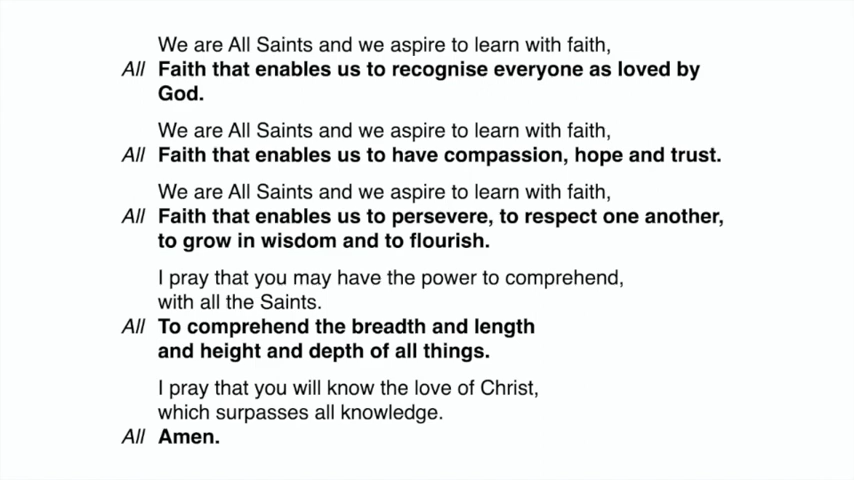 We are All Saints and we aspire to learn with faith,
All Faith that enables us to recognise everyone as loved by
God.
We are All Saints and we aspire to learn with faith,
All Faith that enables us to have compassion, hope and trust.
We are All Saints and we aspire to learn with faith,
All Faith that enables us to persevere, to respect one another,
to grow in wisdom and to flourish.
I pray that you may have the power to comprehend,
with all the Saints.
All To comprehend the breadth and length
and height and depth of all things.
I pray that you will know the love of Christ,
which surpasses all knowledge.
All Amen.